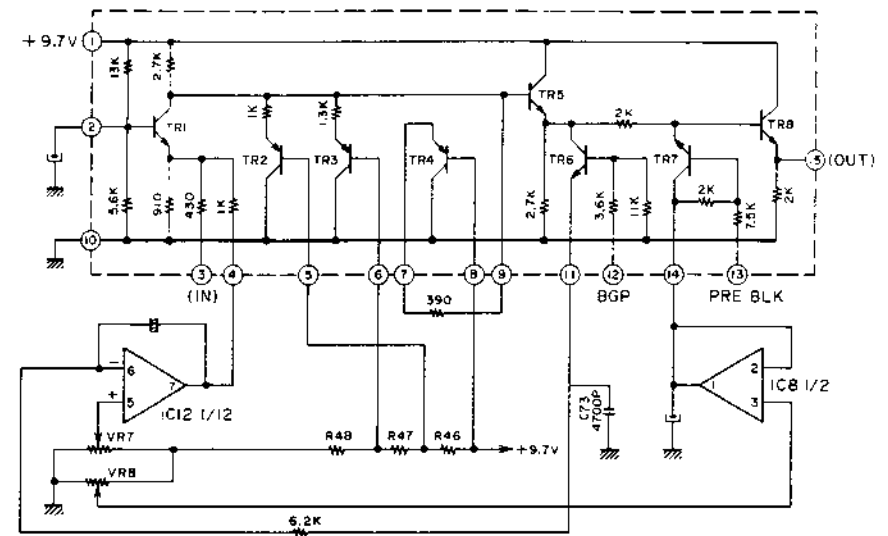 +9.7V 1
13K
2.7K
2
TR1
5.6K
910
430
1K
1K
TR2
1.3K
TR3
TR4
TR5
2K
TR6
TR7
TR8
2.7K
3.6K
11K
2K
7.5K
2K
15 (OUT)
10
3 4 5 6 7 8 9 11 12 14 13
(IN)
390
BGP
PRE BLK
6 −
5 +
7
IC12 1/12
C73
4700P
1
2
3
IC8 1/2
VR7
VR8
R48 R47 R46 +9.7V
6.2K